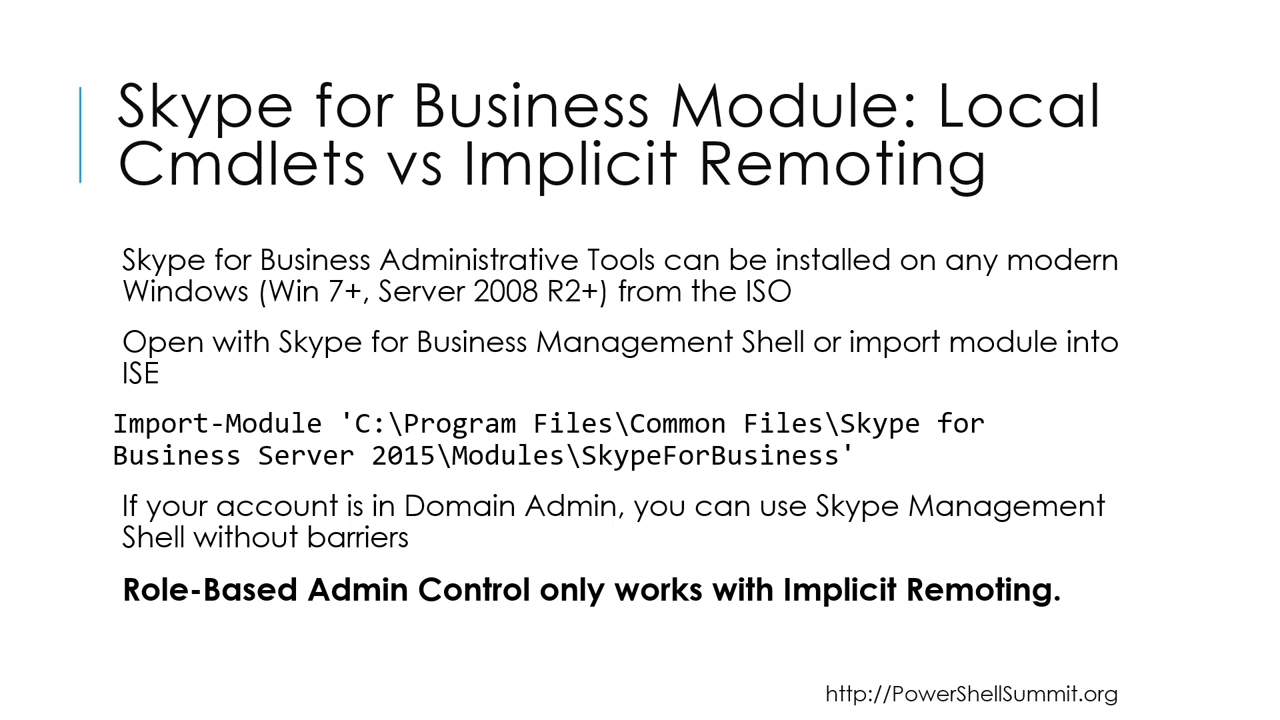 Skype for Business Module: Local
Cmdlets vs Implicit Remoting
Skype for Business Administrative Tools can be installed on any modern
Windows (Win 7+, Server 2008 R2+) from the ISO
Open with Skype for Business Management Shell or import module into
ISE
Import-Module 'C:\Program Files\Common Files\Skype for
Business Server 2015\Modules\SkypeForBusiness'
If your account is in Domain Admin, you can use Skype Management
Shell without barriers
Role-Based Admin Control only works with Implicit Remoting.
http://PowerShellSummit.org